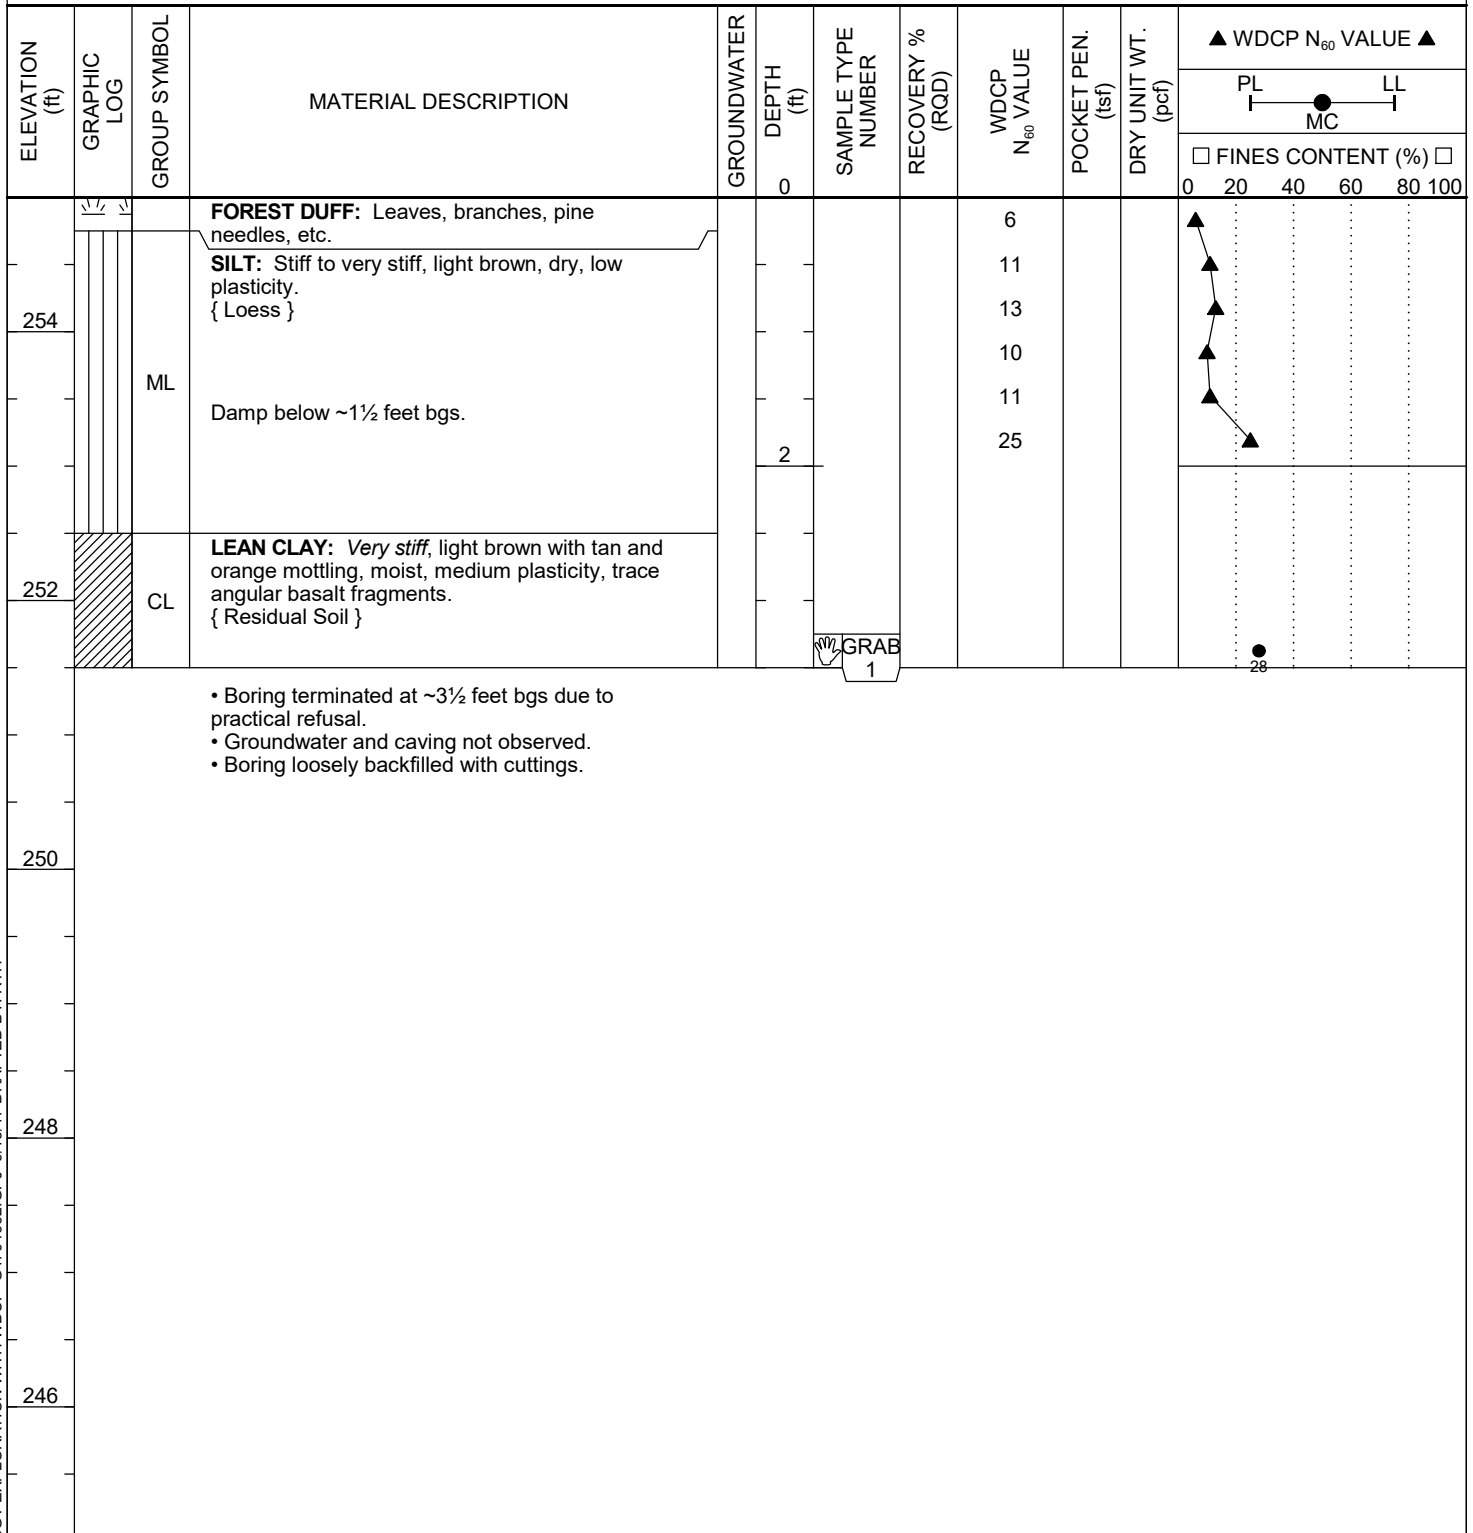 ELEVATION
(ft)
GRAPHIC
LOG
GROUP SYMBOL
MATERIAL DESCRIPTION
GROUNDWATER
DEPTH
(ft)
0
SAMPLE TYPE
NUMBER
RECOVERY %
(RQD)
WDCP
N60 VALUE
POCKET PEN.
(tsf)
DRY UNIT WT.
(pcf)
▲ WDCP N60 VALUE ▲
PL LL
MC
□ FINES CONTENT (%) □
0 20 40 60 80 100
FOREST DUFF: Leaves, branches, pine
needles, etc.
6
SILT: Stiff to very stiff, light brown, dry, low
plasticity.
{ Loess }
11
13
254
10
ML
11
Damp below ~1½ feet bgs.
25
2
LEAN CLAY: Very stiff, light brown with tan and
orange mottling, moist, medium plasticity, trace
angular basalt fragments.
{ Residual Soil }
252
CL
GRAB
1
28
• Boring terminated at ~3½ feet bgs due to
practical refusal.
• Groundwater and caving not observed.
• Boring loosely backfilled with cuttings.
250
248
246